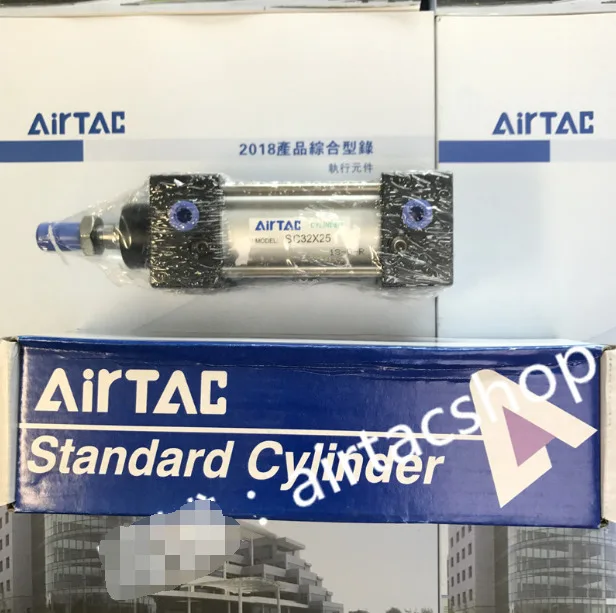 AirTAC
AirTAC
2018產品綜合型錄
執行元件
AirTAC
MODEL: SC32X25
AirTAC
Standard Cylinder
: airtacshop